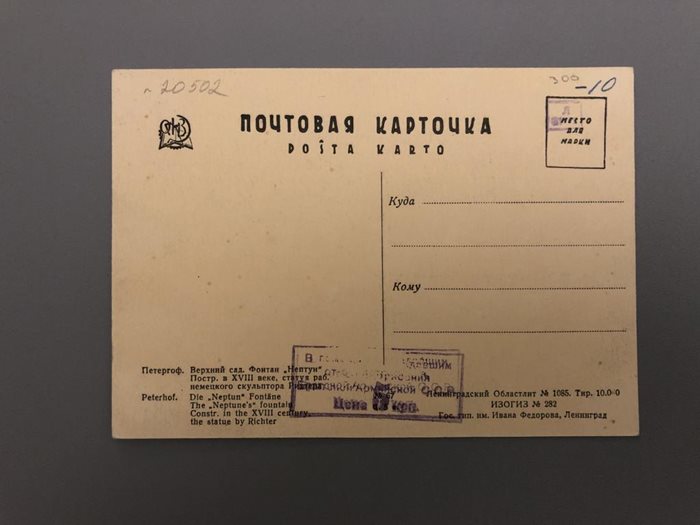 20502
300
-10
ПОЧТОВАЯ КАРТОЧКА
POŜTA KARTO
МЕСТО
ДЛЯ
МАРКИ
Куда
Кому
Петергоф. Верхний сад. Фонтан „Нептун“
Постр. в XVIII веке, статуя раб.
немецкого скульптора
Peterhof. Die „Neptun“ Fontäne
The „Neptune's“ fountain
Constr. in the XVIII century
the statue by Richter
В
Цена коп.
Ленинградский Областлит № 1085. Тир. 10.000
ИЗОГИЗ № 282
Гос. тип. им. Ивана Федорова, Ленинград